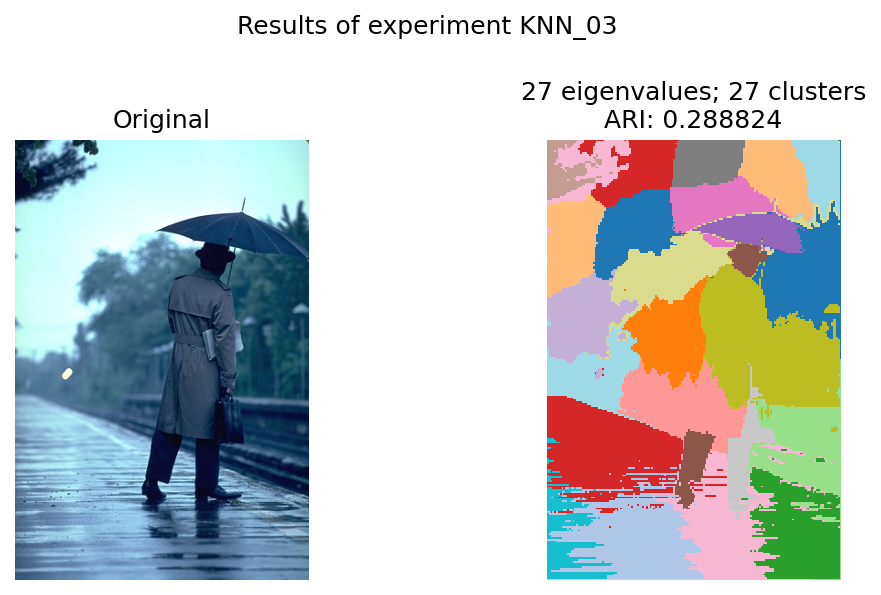 Results of experiment KNN_03
Original
27 eigenvalues; 27 clusters
ARI: 0.288824